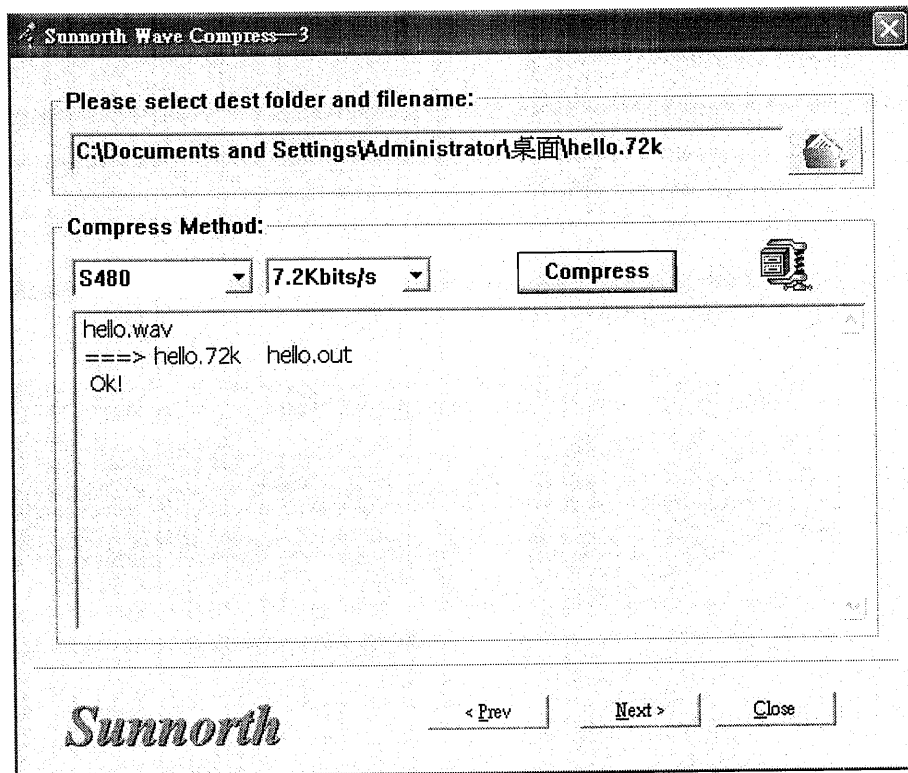 Sunnorth Wave Compress—3
Please select dest folder and filename:
C:\Documents and Settings\Administrator\桌面\hello.72k
Compress Method:
S480 7.2Kbits/s Compress
hello.wav
===> hello.72k hello.out
Ok!
Sunnorth
< Prev Next > Close